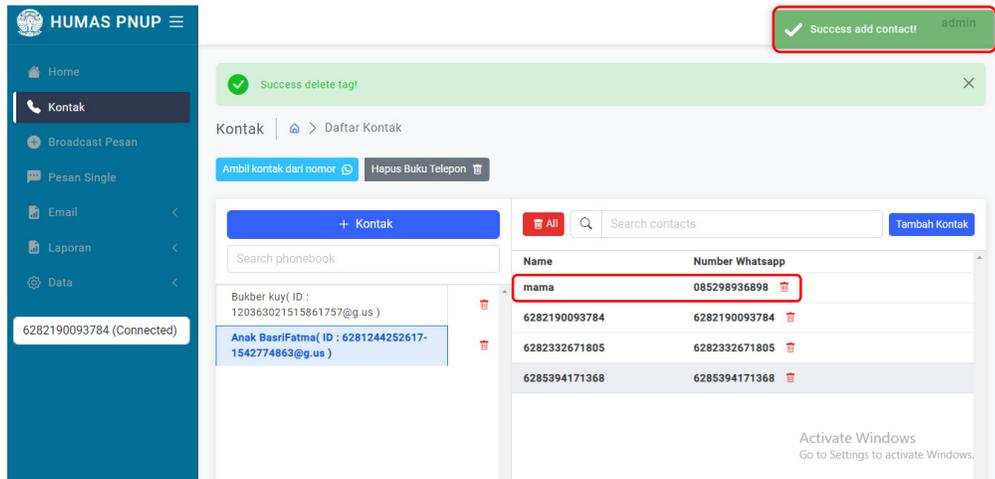 HUMAS PNUP
admin
Success add contact!
Home
Kontak
Broadcast Pesan
Pesan Single
Email
Laporan
Data
6282190093784 (Connected)
Success delete tag!
Kontak
Daftar Kontak
Ambil kontak dari nomor
Hapus Buku Telepon
+ Kontak
Search phonebook
Bukber kuy( ID :
120363021515861757@g.us )
Anak BasriFatma( ID : 6281244252617-
1542774863@g.us )
All
Search contacts
Tambah Kontak
Name Number Whatsapp
mama 085298936898
6282190093784 6282190093784
6282332671805 6282332671805
6285394171368 6285394171368
Activate Windows
Go to Settings to activate Windows.